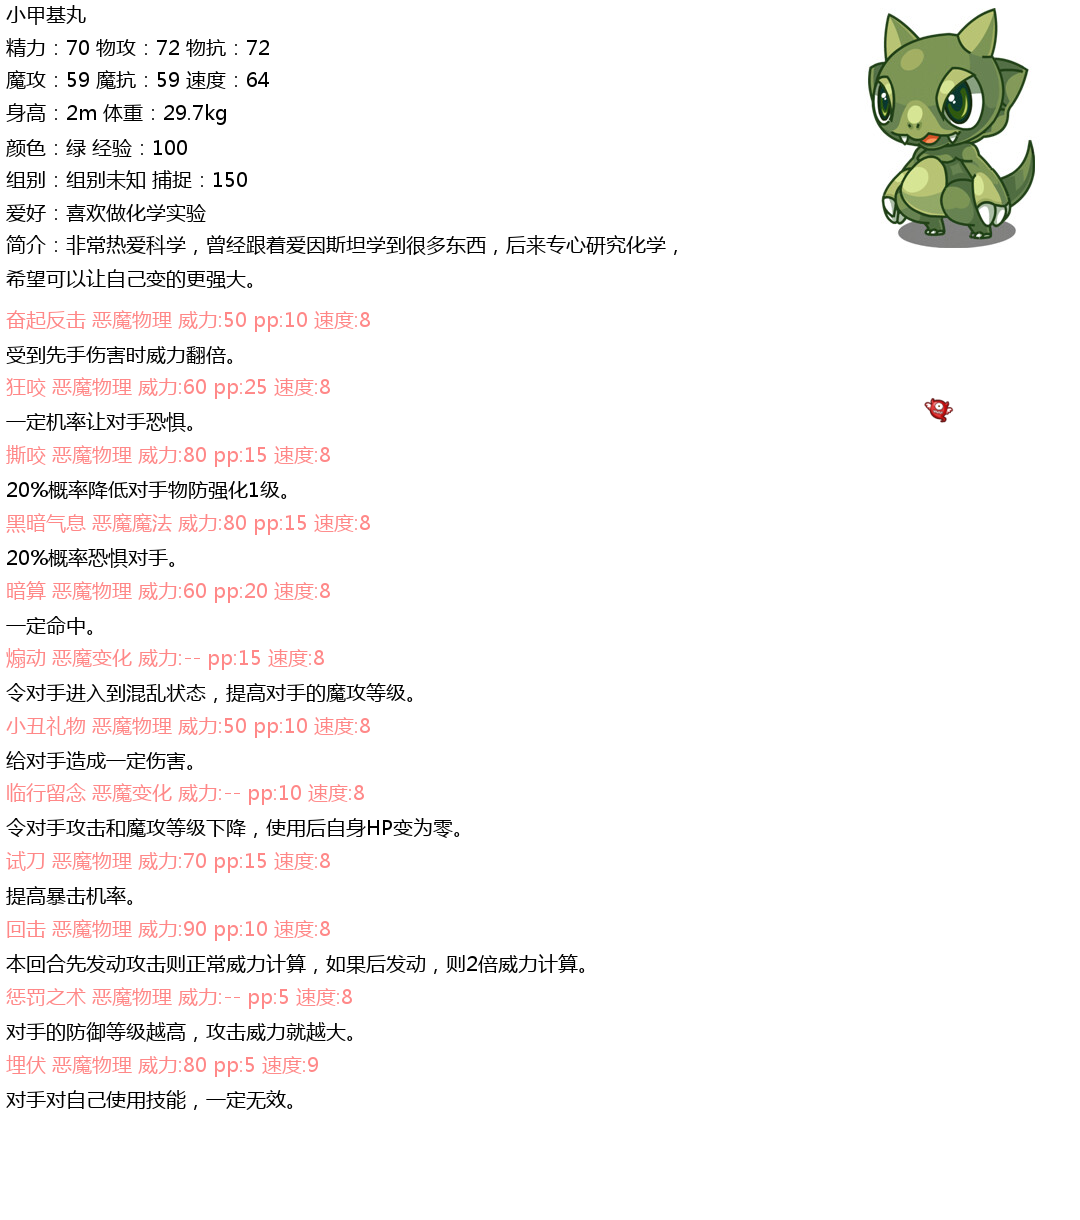 小甲基丸
精力：70 物攻：72 物抗：72
魔攻：59 魔抗：59 速度：64
身高：2m 体重：29.7kg
颜色：绿 经验：100
组别：组别未知 捕捉：150
爱好：喜欢做化学实验
简介：非常热爱科学，曾经跟着爱因斯坦学到很多东西，后来专心研究化学，
希望可以让自己变的更强大。
奋起反击 恶魔物理 威力:50 pp:10 速度:8
受到先手伤害时威力翻倍。
狂咬 恶魔物理 威力:60 pp:25 速度:8
一定机率让对手恐惧。
撕咬 恶魔物理 威力:80 pp:15 速度:8
20%概率降低对手物防强化1级。
黑暗气息 恶魔魔法 威力:80 pp:15 速度:8
20%概率恐惧对手。
暗算 恶魔物理 威力:60 pp:20 速度:8
一定命中。
煽动 恶魔变化 威力:-- pp:15 速度:8
令对手进入到混乱状态，提高对手的魔攻等级。
小丑礼物 恶魔物理 威力:50 pp:10 速度:8
给对手造成一定伤害。
临行留念 恶魔变化 威力:-- pp:10 速度:8
令对手攻击和魔攻等级下降，使用后自身HP变为零。
试刀 恶魔物理 威力:70 pp:15 速度:8
提高暴击机率。
回击 恶魔物理 威力:90 pp:10 速度:8
本回合先发动攻击则正常威力计算，如果后发动，则2倍威力计算。
惩罚之术 恶魔物理 威力:-- pp:5 速度:8
对手的防御等级越高，攻击威力就越大。
埋伏 恶魔物理 威力:80 pp:5 速度:9
对手对自己使用技能，一定无效。